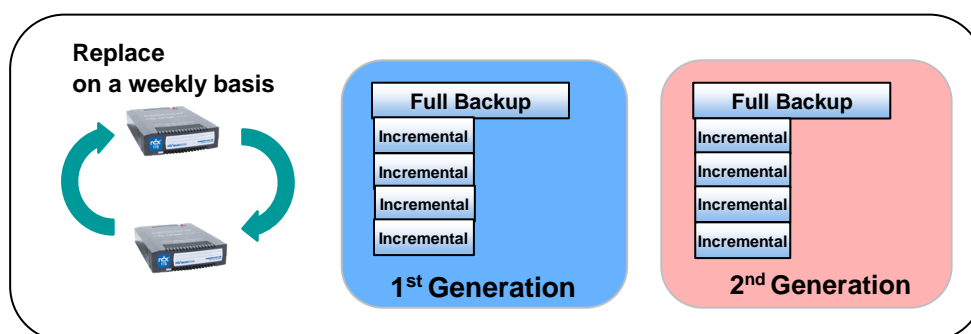 Replace
on a weekly basis
Full Backup
Incremental
Incremental
Incremental
Incremental
1st Generation
Full Backup
Incremental
Incremental
Incremental
Incremental
2nd Generation